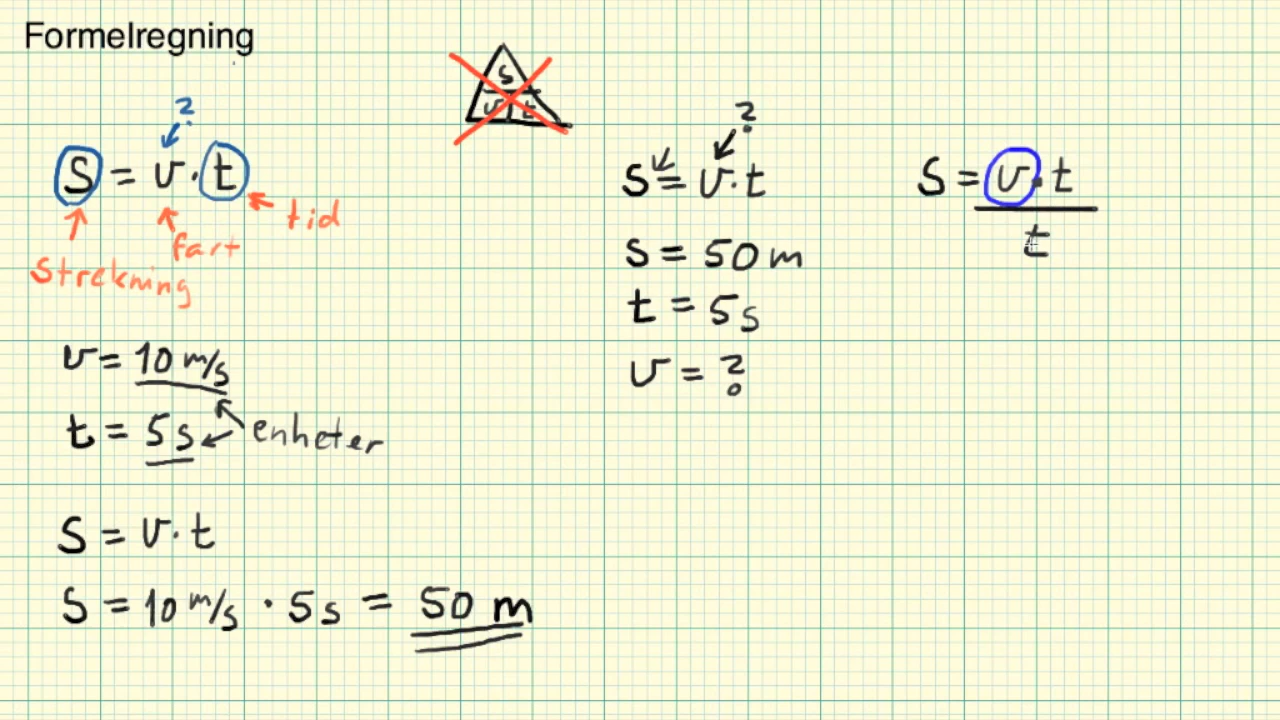 Formelregning
?
S = v · t
tid
fart
Strekning
v = 10 m/s
t = 5 s
enheter
S = v · t
S = 10 m/s · 5 s = 50 m
S
v t
?
S = v · t
S = 50 m
t = 5 s
v = ?
S = v · t
t